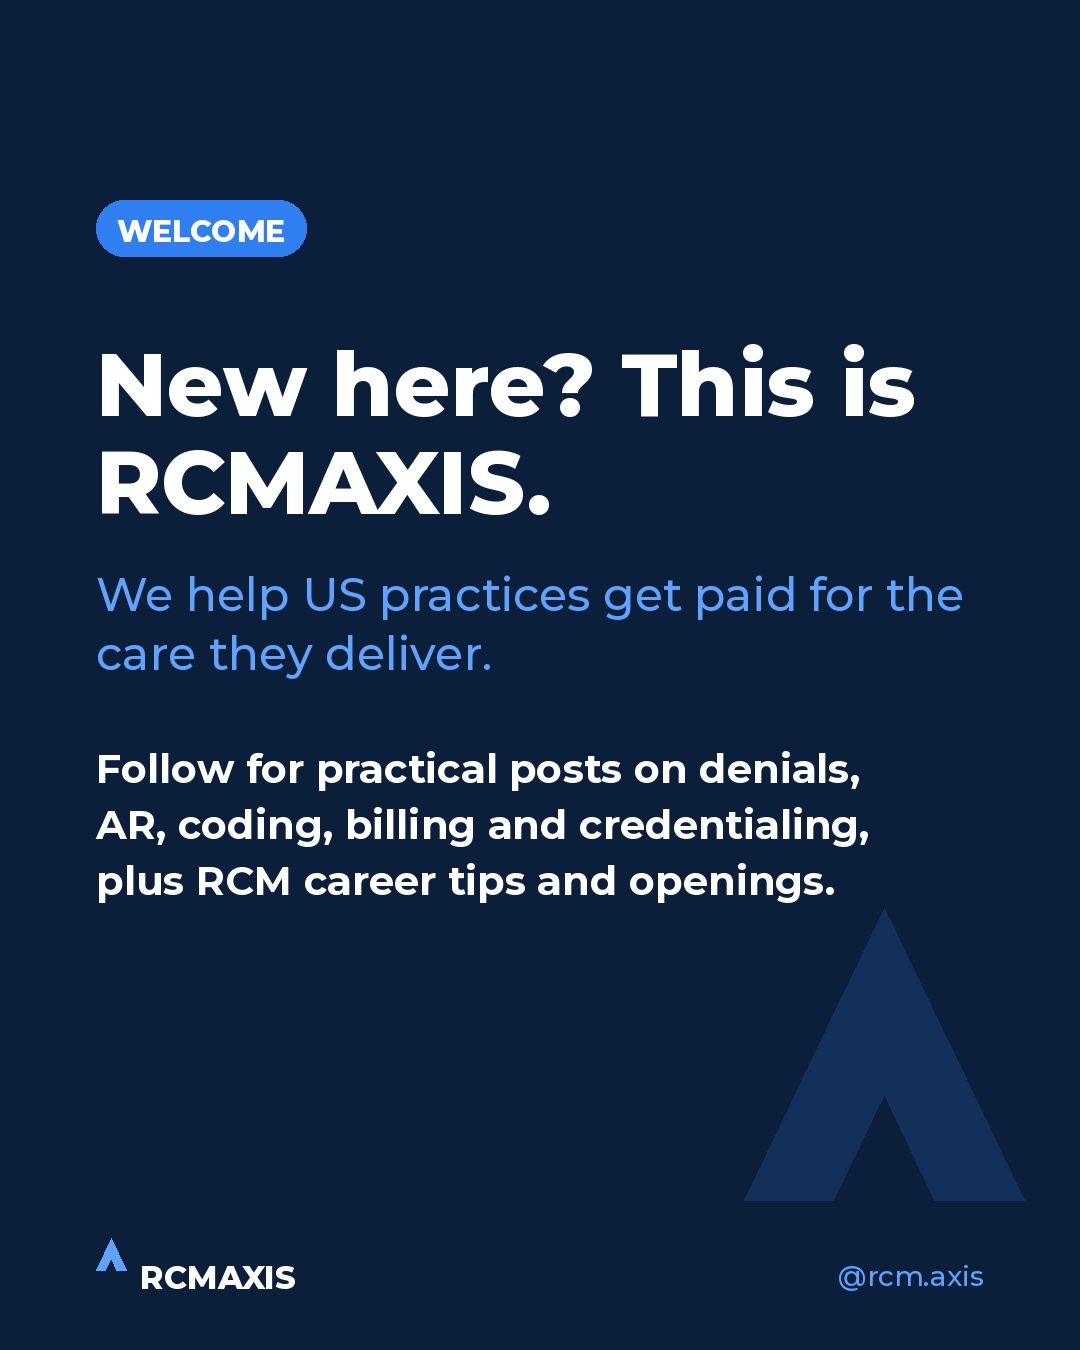 WELCOME
New here? This is
RCMAXIS.
We help US practices get paid for the
care they deliver.
Follow for practical posts on denials,
AR, coding, billing and credentialing,
plus RCM career tips and openings.
RCMAXIS
@rcm.axis